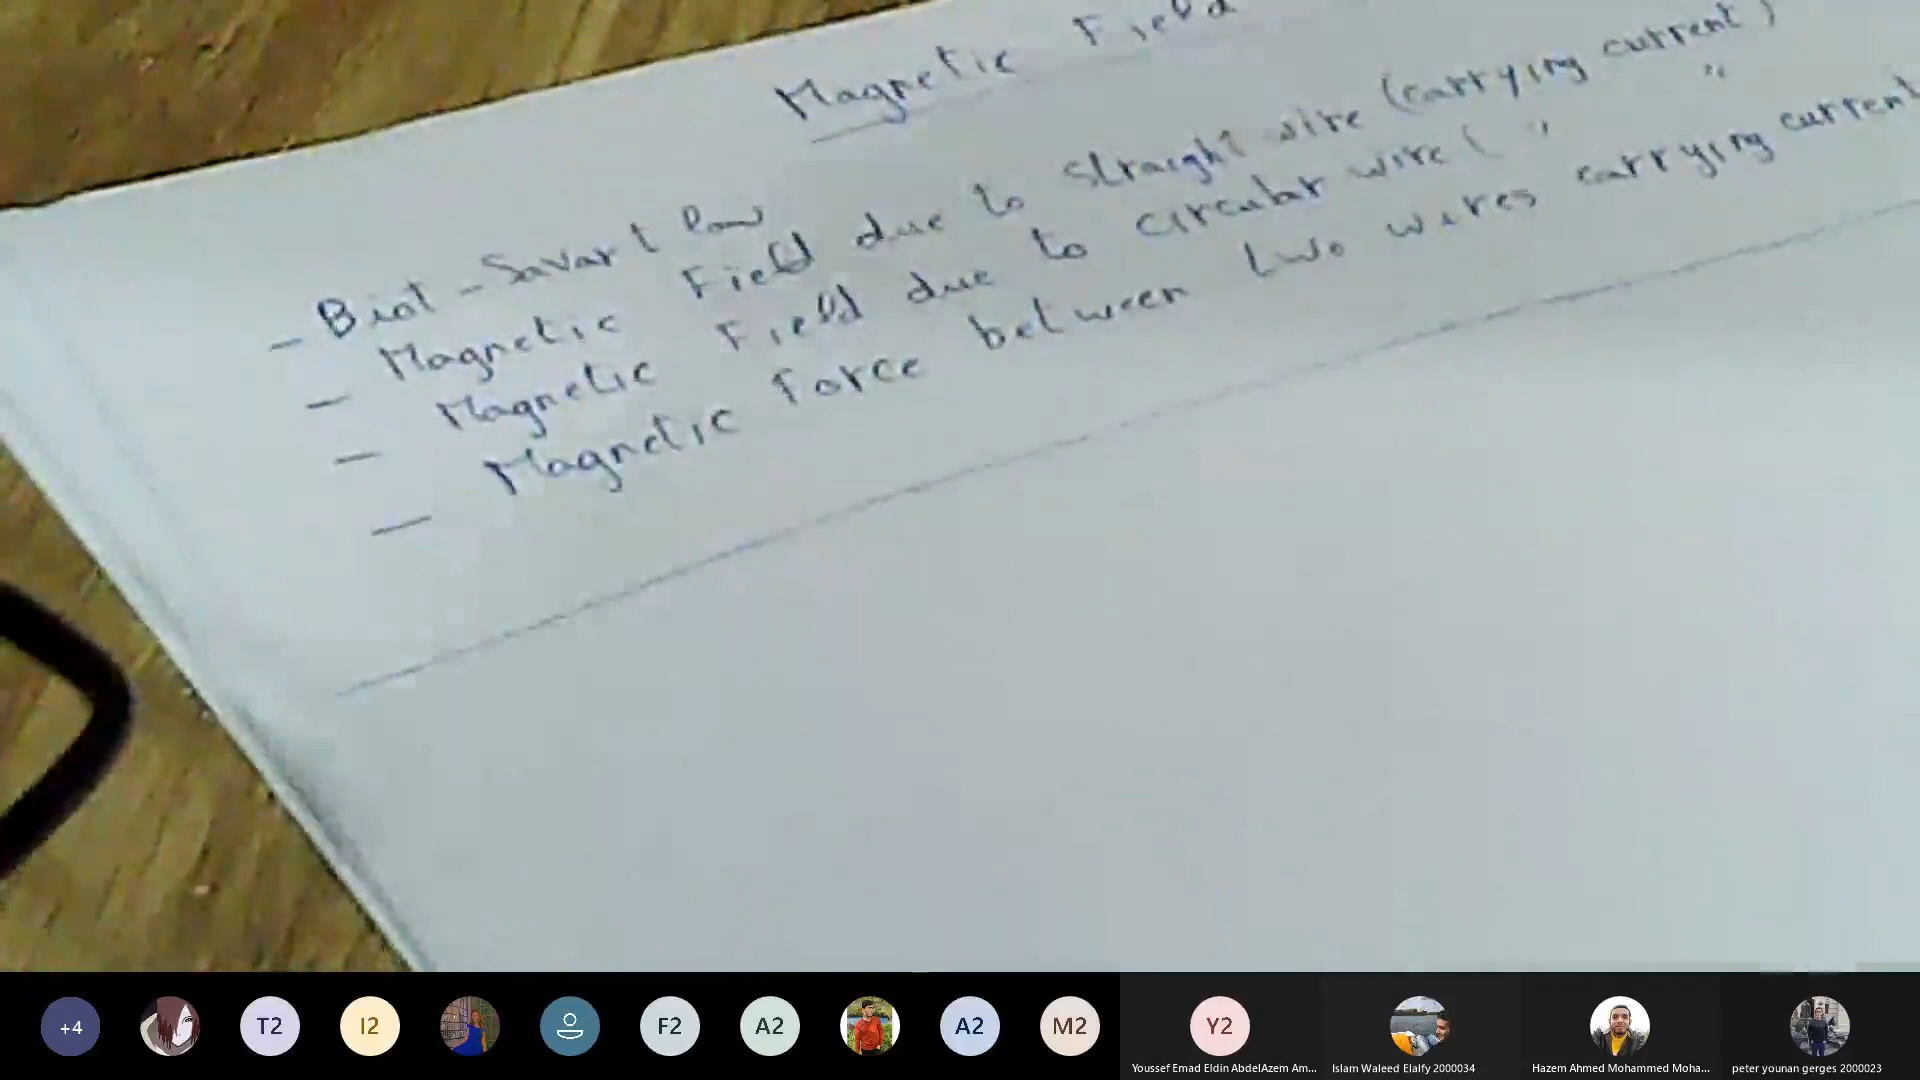 Magnetic Field
- Biot - Savart law
- Magnetic Field due to straight wire (carrying current)
- Magnetic Field due to circular wire ( " "
- Magnetic Force between two wires carrying current
+4
T2
I2
F2
A2
A2
M2
Y2
Youssef Emad Eldin AbdelAzem Am...
Islam Waleed Elalfy 2000034
Hazem Ahmed Mohammed Moha...
peter younan gerges 2000023